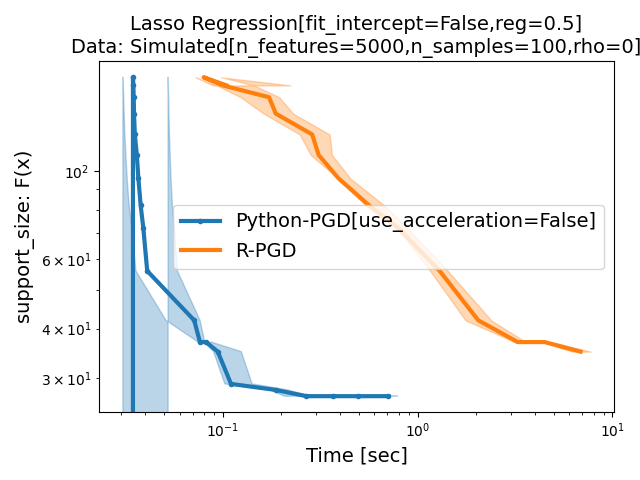 Lasso Regression[fit_intercept=False,reg=0.5]
Data: Simulated[n_features=5000,n_samples=100,rho=0]
support_size: F(x)
10²
6 × 10¹
4 × 10¹
3 × 10¹
Python-PGD[use_acceleration=False]
R-PGD
10⁻¹
10⁰
10¹
Time [sec]